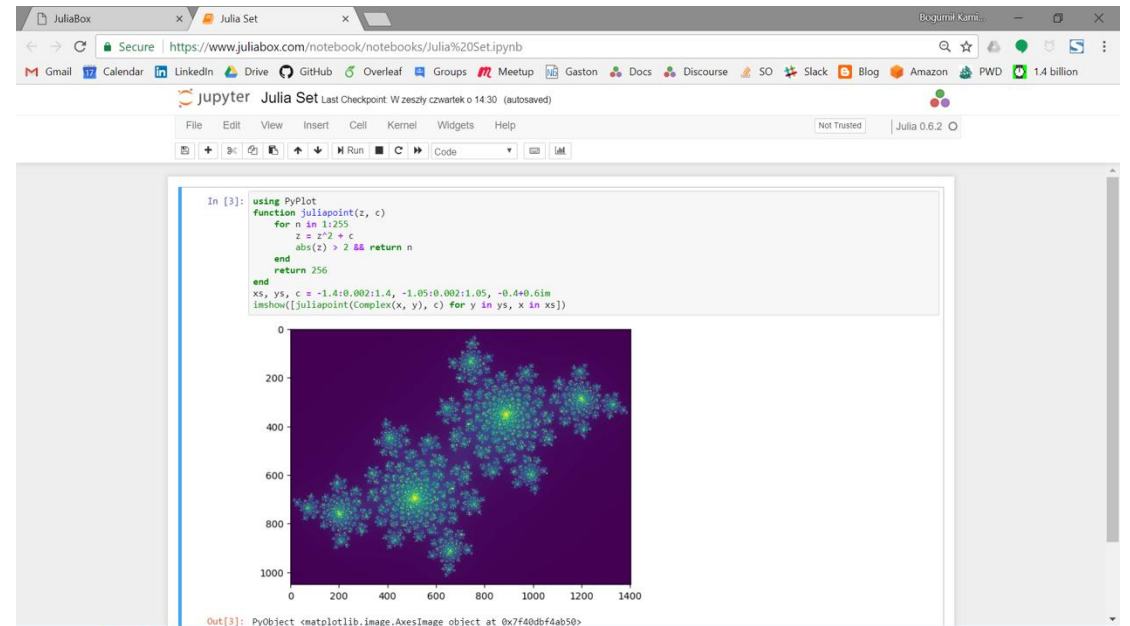 JuliaBox
Julia Set
Bogumił Kami...
Secure https://www.juliabox.com/notebook/notebooks/Julia%20Set.ipynb
Gmail 17 Calendar in LinkedIn Drive GitHub Overleaf Groups Meetup NB Gaston Docs Discourse SO Slack Blog Amazon PWD 1.4 billion
jupyter Julia Set Last Checkpoint: W zeszły czwartek o 14:30 (autosaved)
File Edit View Insert Cell Kernel Widgets Help Not Trusted Julia 0.6.2
Run Code
In [3]: using PyPlot
function juliapoint(z, c)
for n in 1:255
z = z^2 + c
abs(z) > 2 && return n
end
return 256
end
xs, ys, c = -1.4:0.002:1.4, -1.05:0.002:1.05, -0.4+0.6im
imshow([juliapoint(Complex(x, y), c) for y in ys, x in xs])
0
200
400
600
800
1000
0 200 400 600 800 1000 1200 1400
Out[3]: PyObject <matplotlib.image.AxesImage object at 0x7f40dbf4ab50>